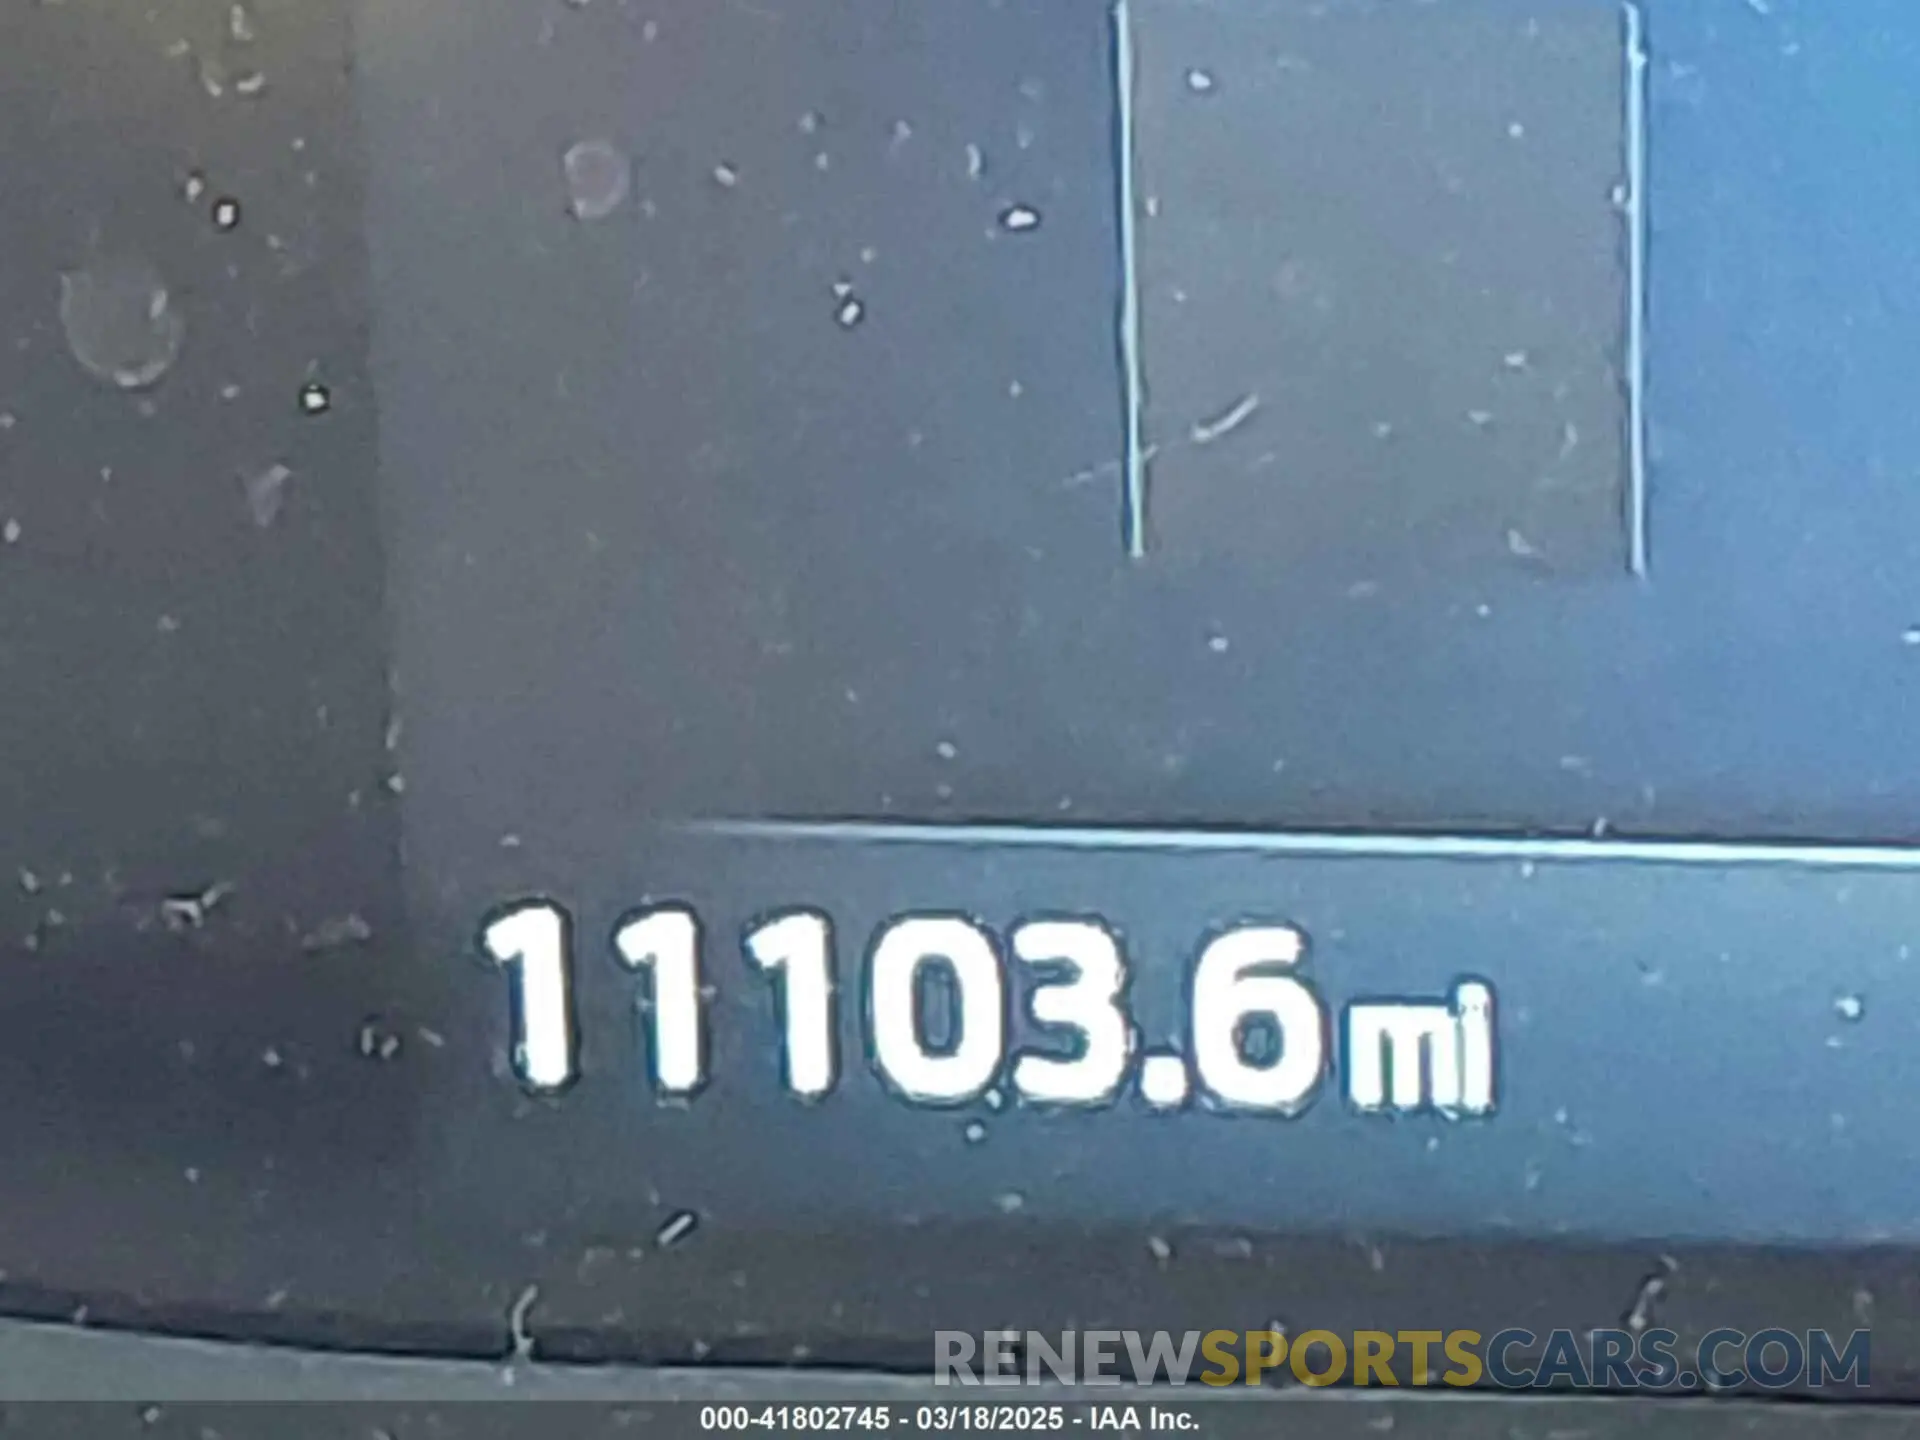 11103.6mi
RENEWSPORTSCARS.COM
000-41802745 - 03/18/2025 - IAA Inc.